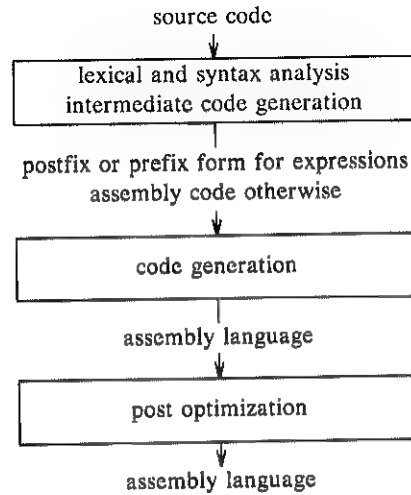 source code
lexical and syntax analysis
intermediate code generation
postfix or prefix form for expressions
assembly code otherwise
code generation
assembly language
post optimization
assembly language